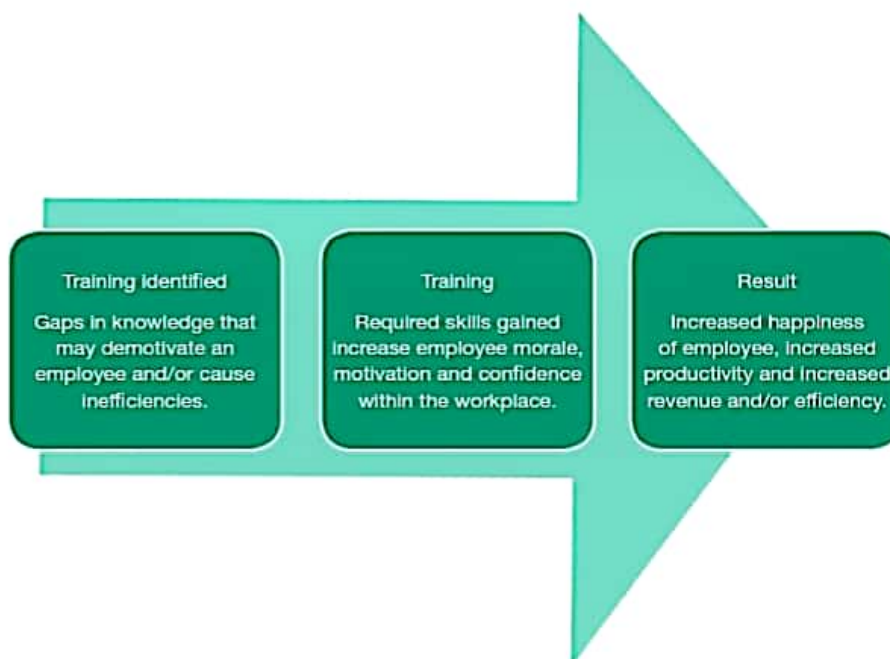 Training identified
Gaps in knowledge that
may demotivate an
employee and/or cause
inefficiencies.
Training
Required skills gained
increase employee morale,
motivation and confidence
within the workplace.
Result
Increased happiness
of employee, increased
productivity and increased
revenue and/or efficiency.